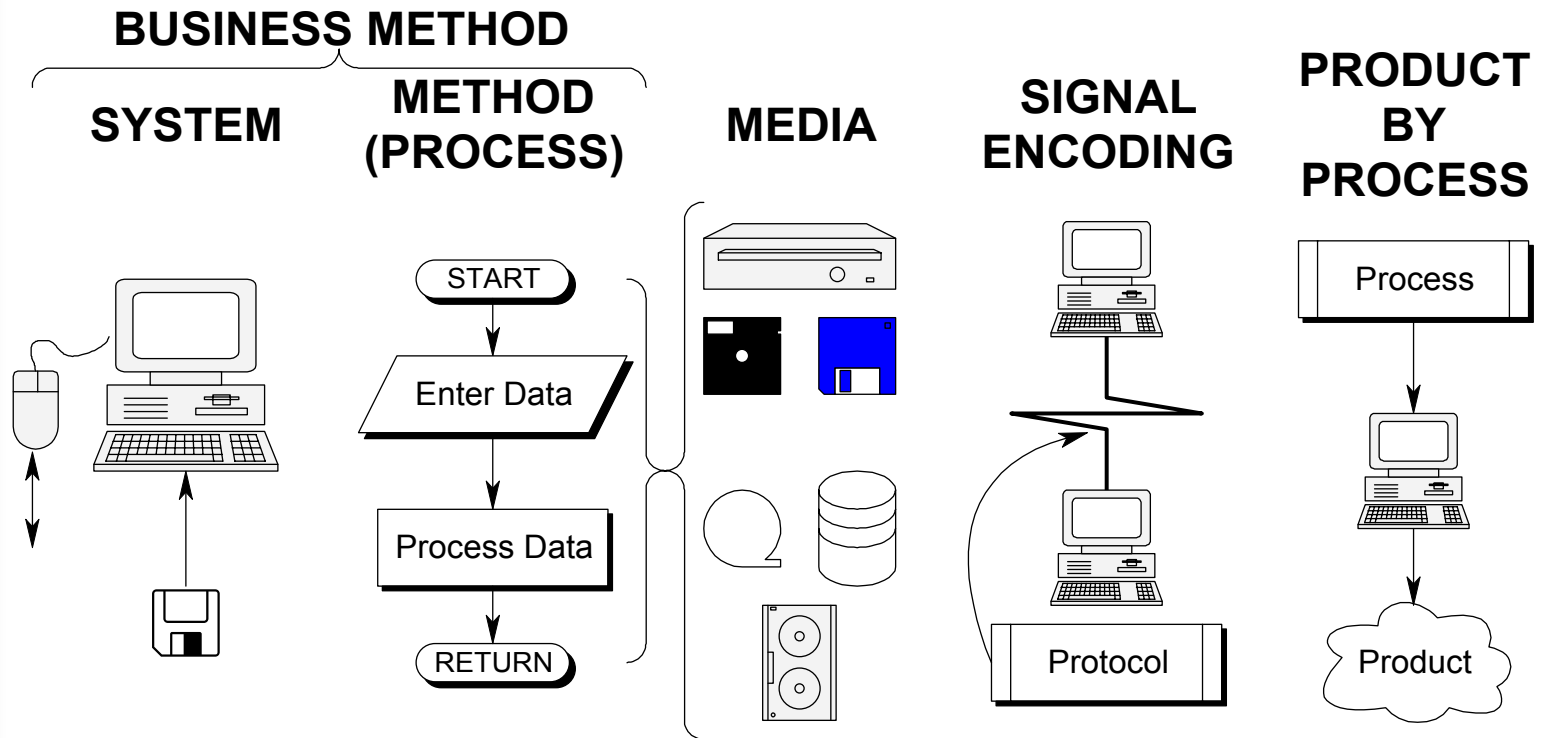 BUSINESS METHOD
SYSTEM
METHOD
(PROCESS)
MEDIA
SIGNAL
ENCODING
PRODUCT
BY
PROCESS
START
Enter Data
Process Data
RETURN
Protocol
Process
Product